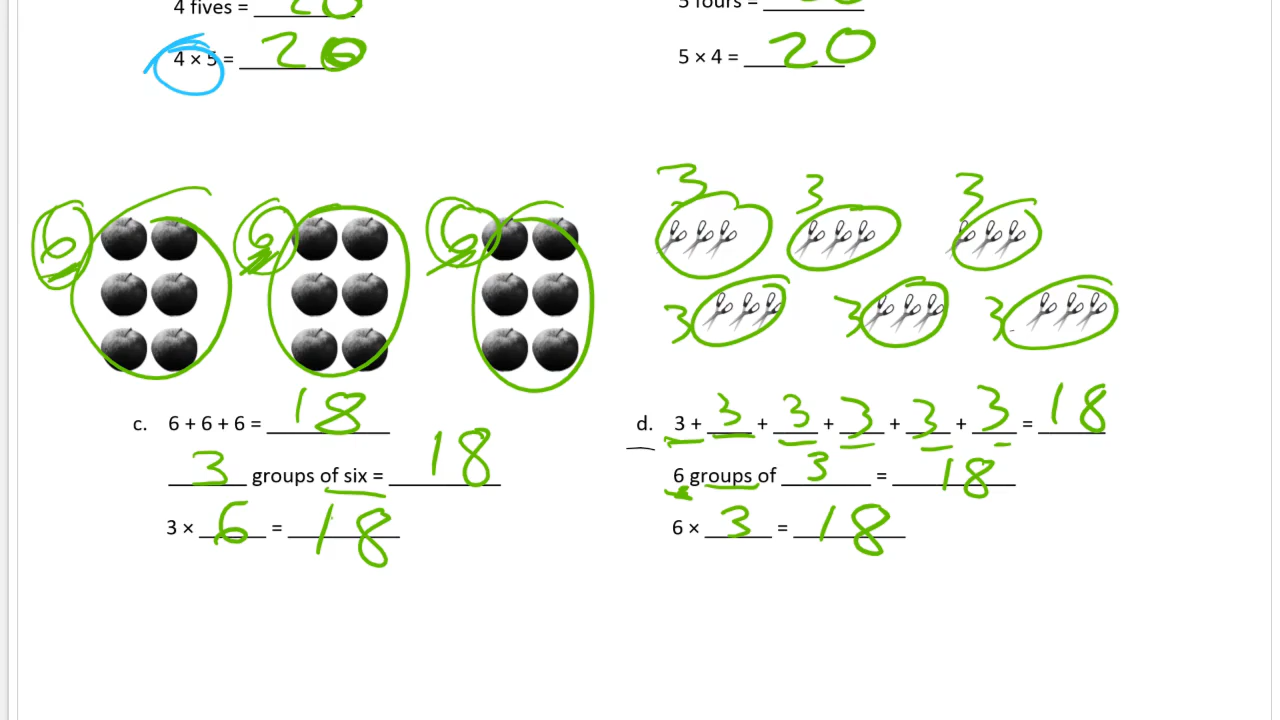 4 fives = 20
4 × 5 = 20
5 fours =
5 × 4 = 20
6 6 6
3 3 3
3 3 3
c. 6 + 6 + 6 = 18
3 groups of six = 18
3 × 6 = 18
d. 3 + 3 + 3 + 3 + 3 + 3 = 18
6 groups of 3 = 18
6 × 3 = 18